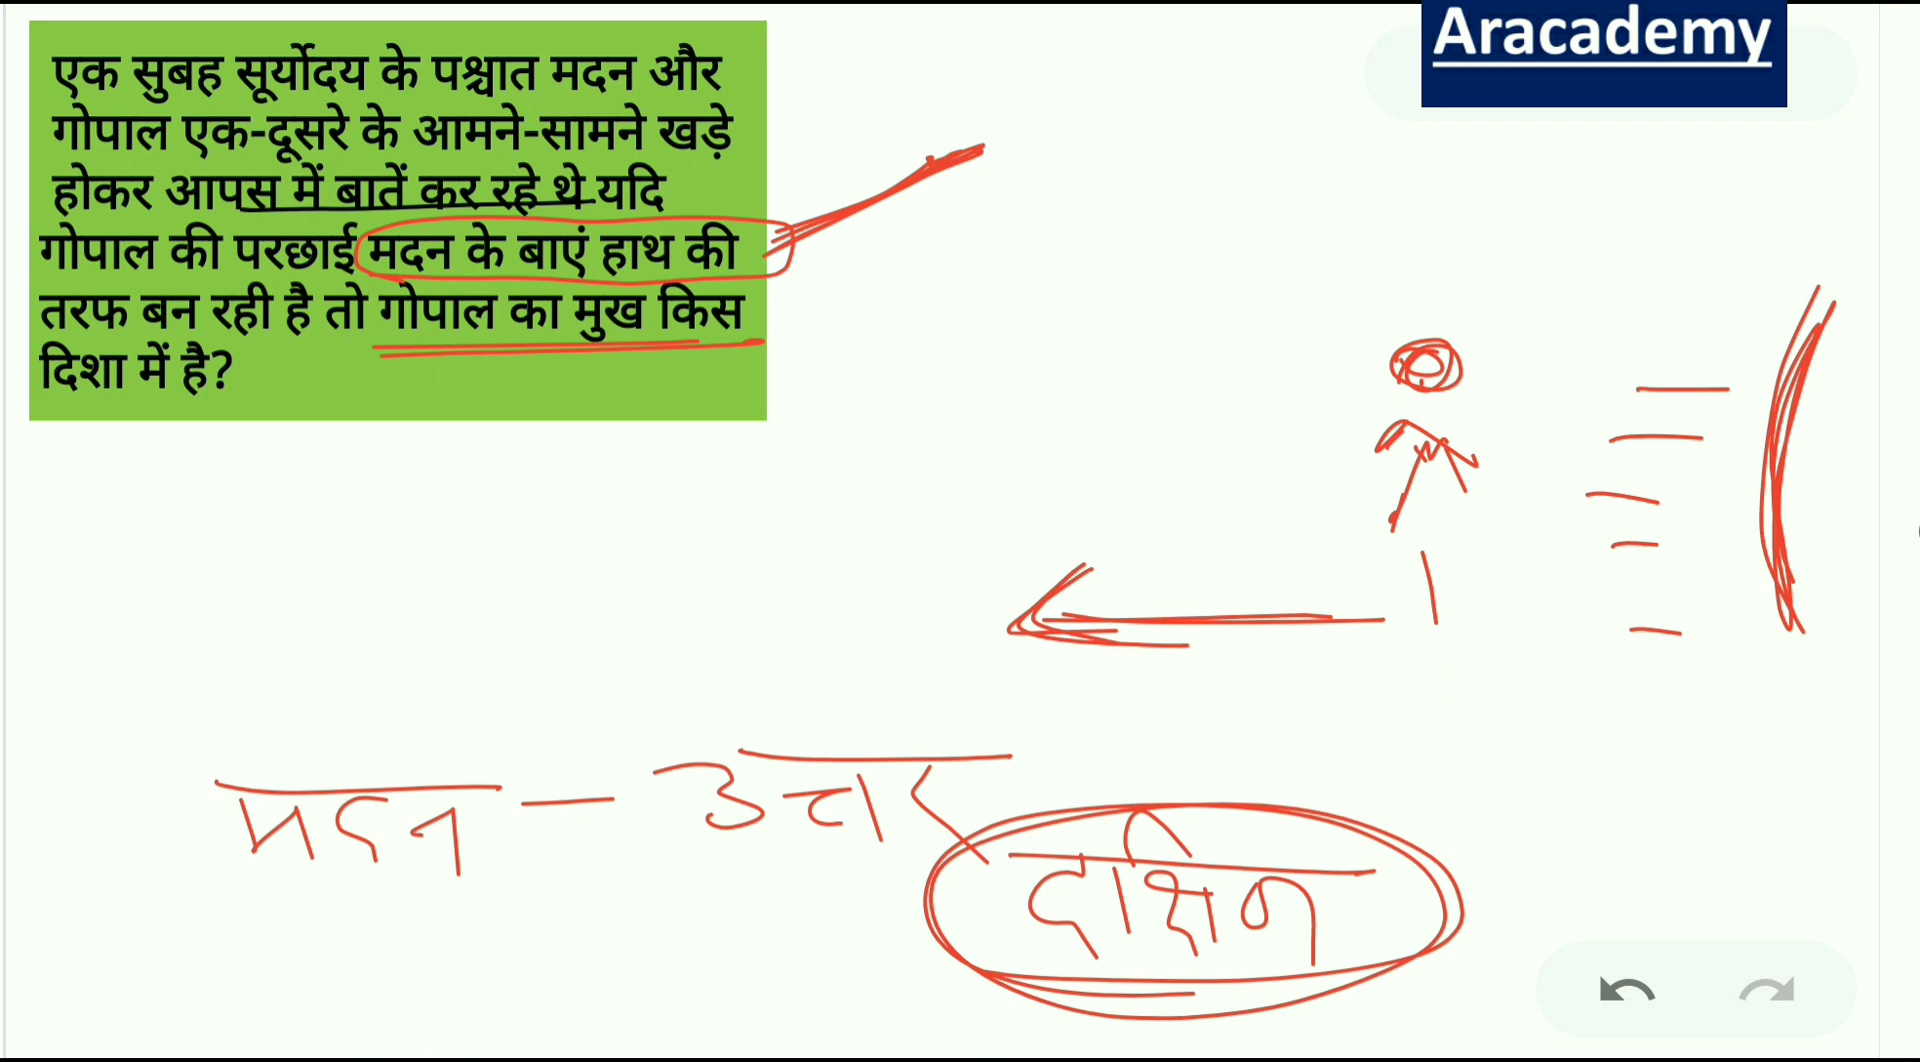 Aracademy
एक सुबह सूर्योदय के पश्चात मदन और
गोपाल एक-दूसरे के आमने-सामने खड़े
होकर आपस में बातें कर रहे थे यदि
गोपाल की परछाई मदन के बाएं हाथ की
तरफ बन रही है तो गोपाल का मुख किस
दिशा में है?
मदन — उत्तर
दक्षिण